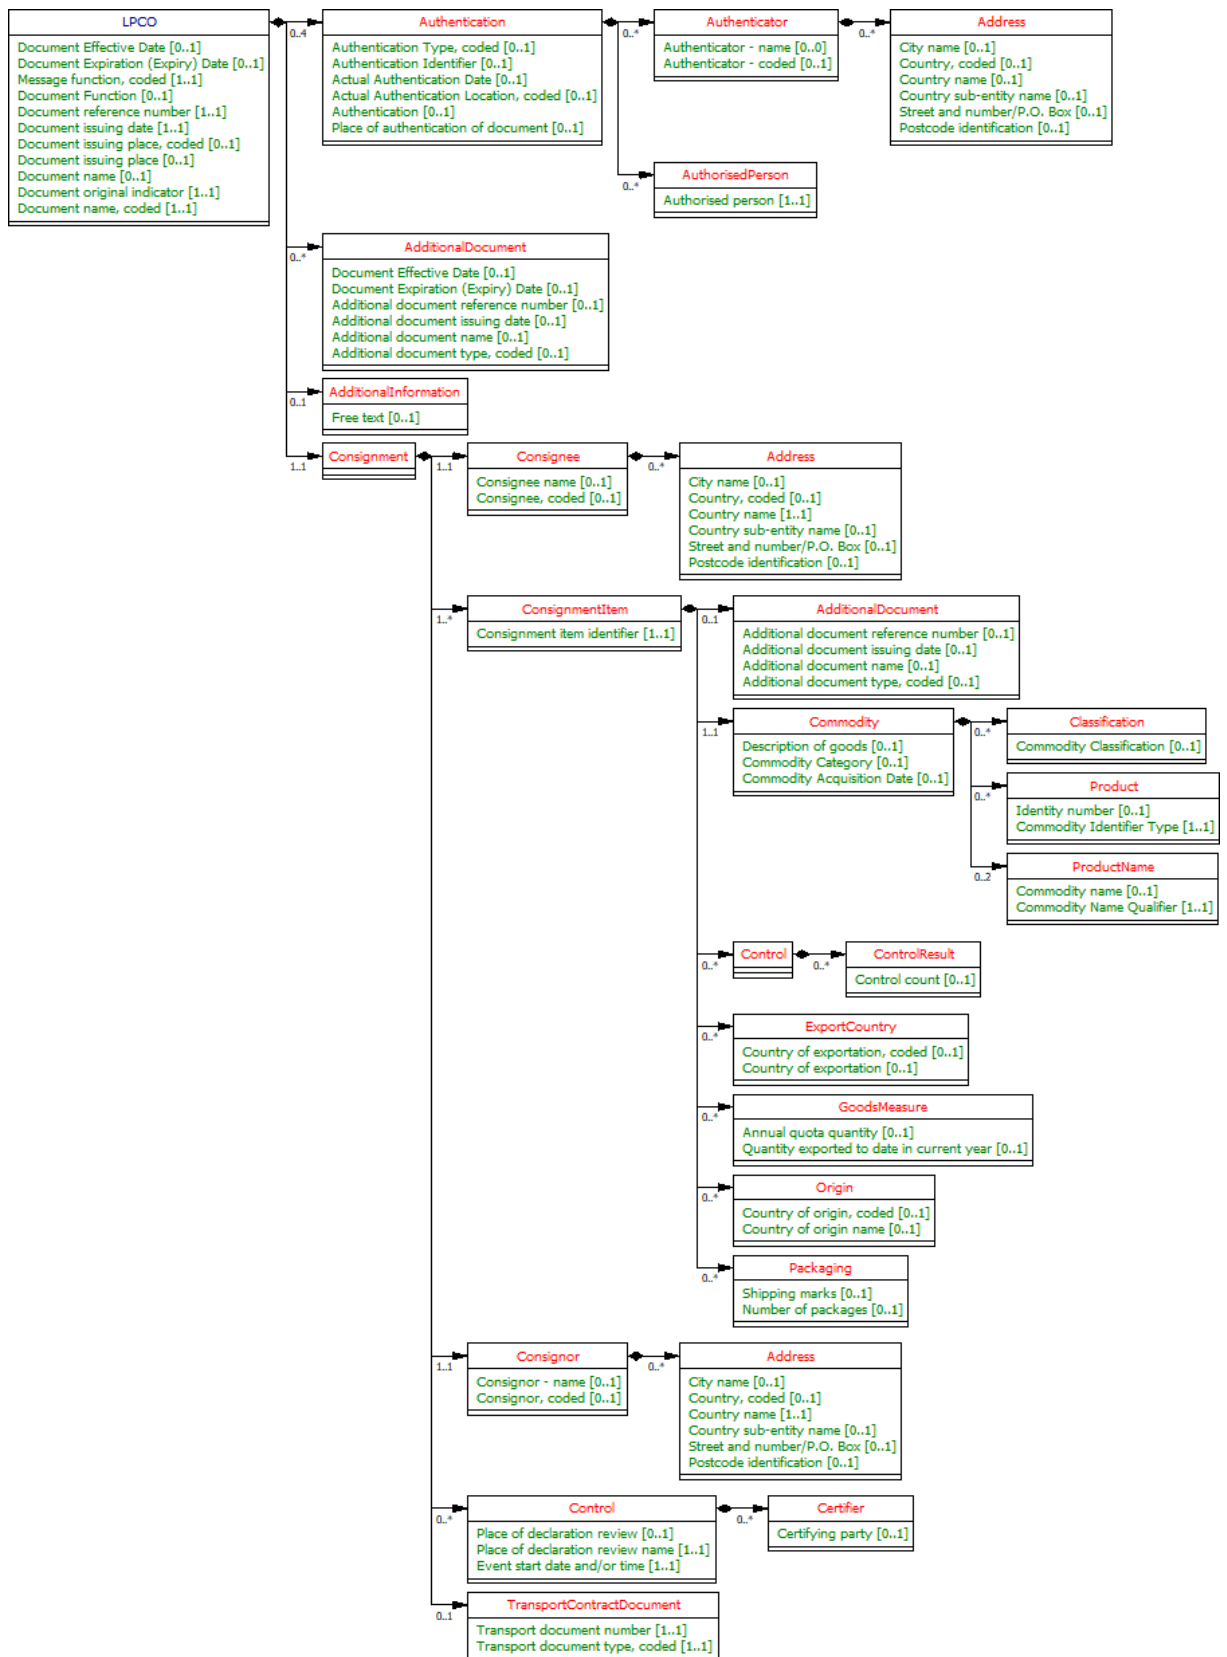 LPCO
Document Effective Date [0..1]
Document Expiration (Expiry) Date [0..1]
Message function, coded [1..1]
Document Function [0..1]
Document reference number [1..1]
Document issuing date [1..1]
Document issuing place, coded [0..1]
Document issuing place [0..1]
Document name [0..1]
Document original indicator [1..1]
Document name, coded [1..1]
0..4
Authentication
Authentication Type, coded [0..1]
Authentication Identifier [0..1]
Actual Authentication Date [0..1]
Actual Authentication Location, coded [0..1]
Authentication [0..1]
Place of authentication of document [0..1]
0..*
Authenticator
Authenticator - name [0..0]
Authenticator - coded [0..1]
0..*
Address
City name [0..1]
Country, coded [0..1]
Country name [0..1]
Country sub-entity name [0..1]
Street and number/P.O. Box [0..1]
Postcode identification [0..1]
0..*
AuthorisedPerson
Authorised person [1..1]
0..*
AdditionalDocument
Document Effective Date [0..1]
Document Expiration (Expiry) Date [0..1]
Additional document reference number [0..1]
Additional document issuing date [0..1]
Additional document name [0..1]
Additional document type, coded [0..1]
0..1
AdditionalInformation
Free text [0..1]
1..1
Consignment
1..1
Consignee
Consignee name [0..1]
Consignee, coded [0..1]
0..*
Address
City name [0..1]
Country, coded [0..1]
Country name [1..1]
Country sub-entity name [0..1]
Street and number/P.O. Box [0..1]
Postcode identification [0..1]
1..*
ConsignmentItem
Consignment item identifier [1..1]
0..1
AdditionalDocument
Additional document reference number [0..1]
Additional document issuing date [0..1]
Additional document name [0..1]
Additional document type, coded [0..1]
1..1
Commodity
Description of goods [0..1]
Commodity Category [0..1]
Commodity Acquisition Date [0..1]
0..*
Classification
Commodity Classification [0..1]
0..*
Product
Identity number [0..1]
Commodity Identifier Type [1..1]
0..2
ProductName
Commodity name [0..1]
Commodity Name Qualifier [1..1]
0..*
Control
0..*
ControlResult
Control count [0..1]
0..*
ExportCountry
Country of exportation, coded [0..1]
Country of exportation [0..1]
0..*
GoodsMeasure
Annual quota quantity [0..1]
Quantity exported to date in current year [0..1]
0..*
Origin
Country of origin, coded [0..1]
Country of origin name [0..1]
0..*
Packaging
Shipping marks [0..1]
Number of packages [0..1]
1..1
Consignor
Consignor - name [0..1]
Consignor, coded [0..1]
0..*
Address
City name [0..1]
Country, coded [0..1]
Country name [1..1]
Country sub-entity name [0..1]
Street and number/P.O. Box [0..1]
Postcode identification [0..1]
0..*
Control
Place of declaration review [0..1]
Place of declaration review name [1..1]
Event start date and/or time [1..1]
0..*
Certifier
Certifying party [0..1]
0..1
TransportContractDocument
Transport document number [1..1]
Transport document type, coded [1..1]